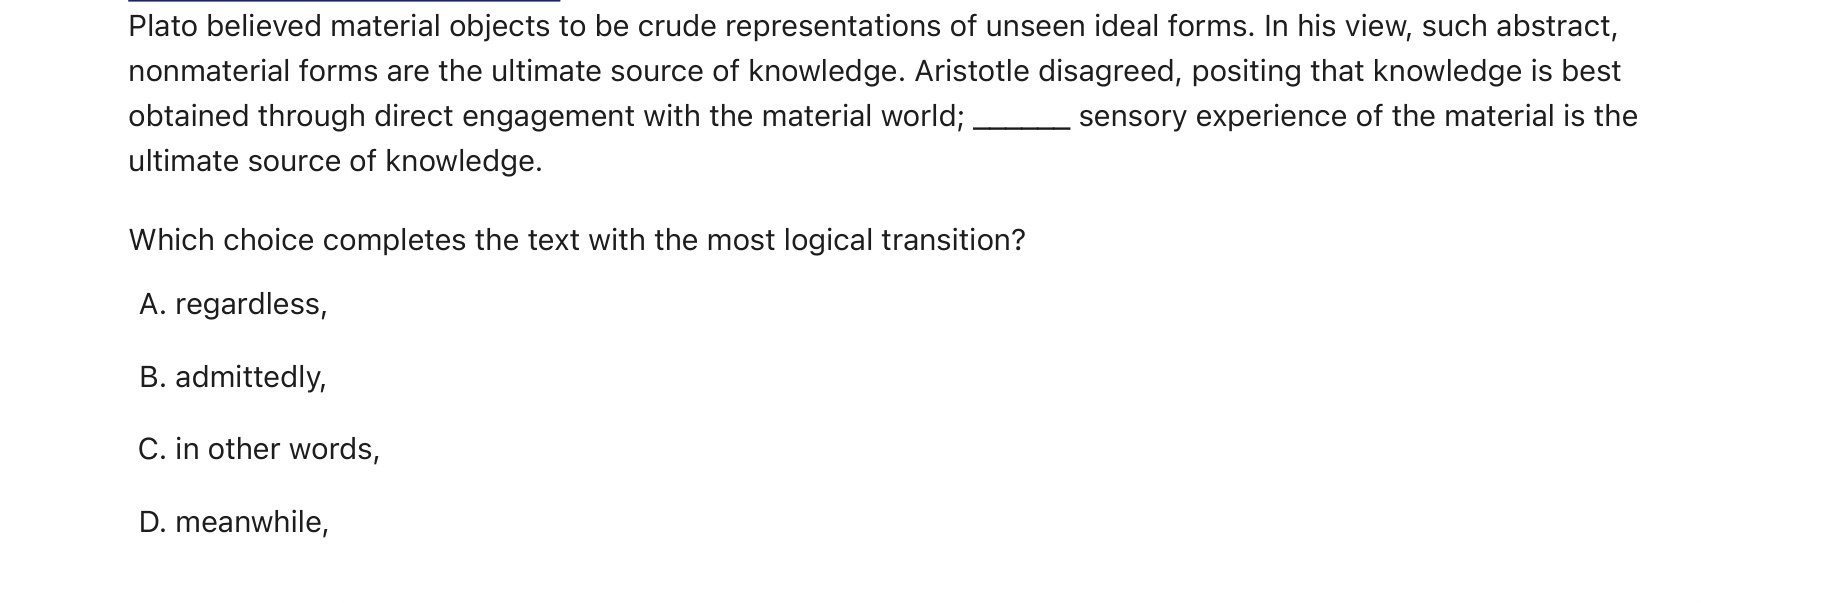 Plato believed material objects to be crude representations of unseen ideal forms. In his view, such abstract,
nonmaterial forms are the ultimate source of knowledge. Aristotle disagreed, positing that knowledge is best
obtained through direct engagement with the material world; ______ sensory experience of the material is the
ultimate source of knowledge.
Which choice completes the text with the most logical transition?
A. regardless,
B. admittedly,
C. in other words,
D. meanwhile,